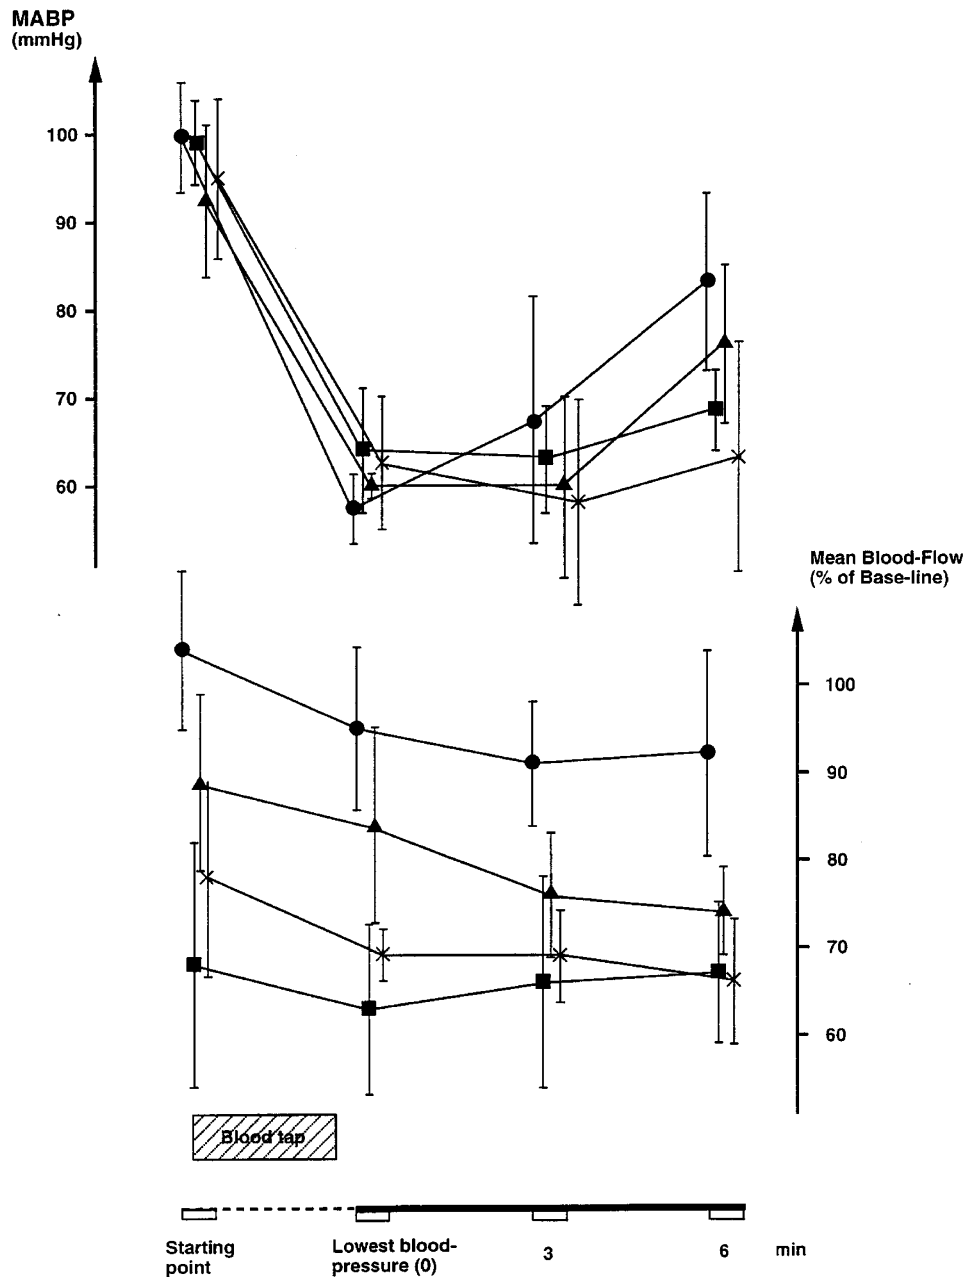 MABP
(mmHg)
100
90
80
70
60
Mean Blood-Flow
(% of Base-line)
100
90
80
70
60
Blood tap
Starting
point
Lowest blood-
pressure (0)
3
6
min